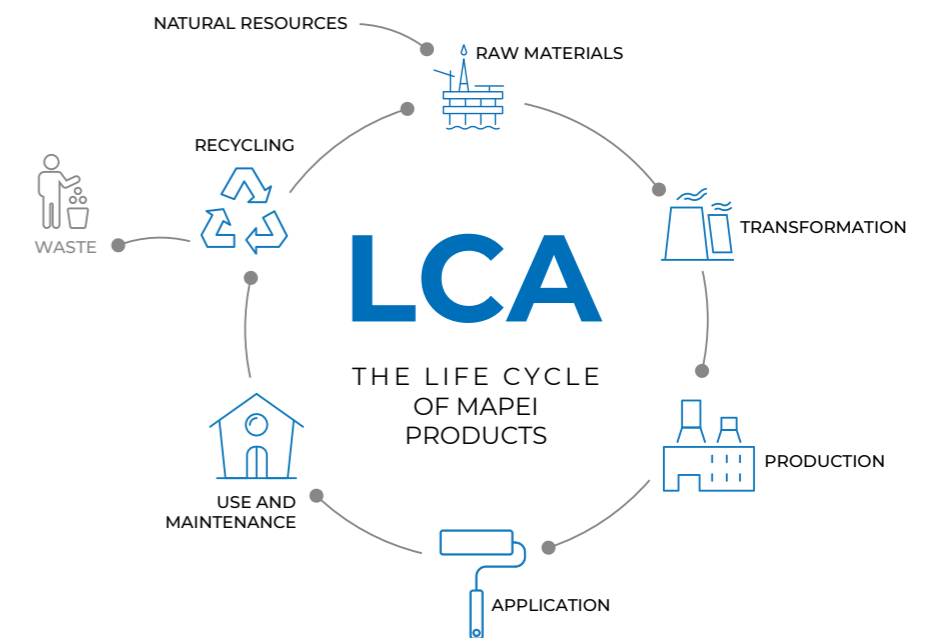 NATURAL RESOURCES
RAW MATERIALS
RECYCLING
TRANSFORMATION
WASTE
LCA
THE LIFE CYCLE
OF MAPEI
PRODUCTS
PRODUCTION
USE AND
MAINTENANCE
APPLICATION